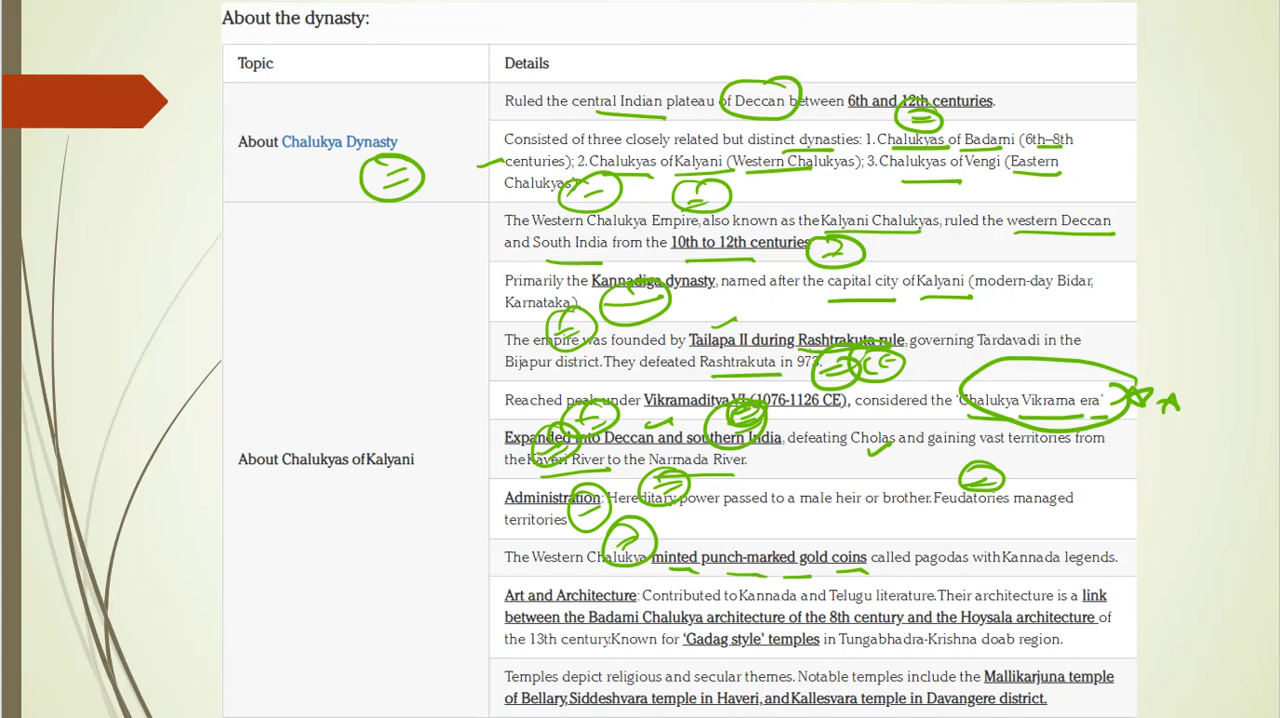 About the dynasty:
Topic
Details
About Chalukya Dynasty
Ruled the central Indian plateau of Deccan between 6th and 12th centuries.
Consisted of three closely related but distinct dynasties: 1. Chalukyas of Badami (6th–8th
centuries); 2. Chalukyas of Kalyani (Western Chalukyas); 3. Chalukyas of Vengi (Eastern
Chalukyas)
About Chalukyas of Kalyani
The Western Chalukya Empire, also known as the Kalyani Chalukyas, ruled the western Deccan
and South India from the 10th to 12th centuries
Primarily the Kannadiga dynasty, named after the capital city of Kalyani (modern-day Bidar,
Karnataka).
The empire was founded by Tailapa II during Rashtrakuta rule, governing Tardavadi in the
Bijapur district. They defeated Rashtrakuta in 973.
Reached peak under Vikramaditya VI (1076-1126 CE), considered the ‘Chalukya Vikrama era’
Expanded into Deccan and southern India, defeating Cholas and gaining vast territories from
the Kaveri River to the Narmada River.
Administration: Hereditary power passed to a male heir or brother. Feudatories managed
territories
The Western Chalukya minted punch-marked gold coins called pagodas with Kannada legends.
Art and Architecture: Contributed to Kannada and Telugu literature. Their architecture is a link
between the Badami Chalukya architecture of the 8th century and the Hoysala architecture of
the 13th century.Known for ‘Gadag style’ temples in Tungabhadra-Krishna doab region.
Temples depict religious and secular themes. Notable temples include the Mallikarjuna temple
of Bellary, Siddeshvara temple in Haveri, and Kallesvara temple in Davangere district.